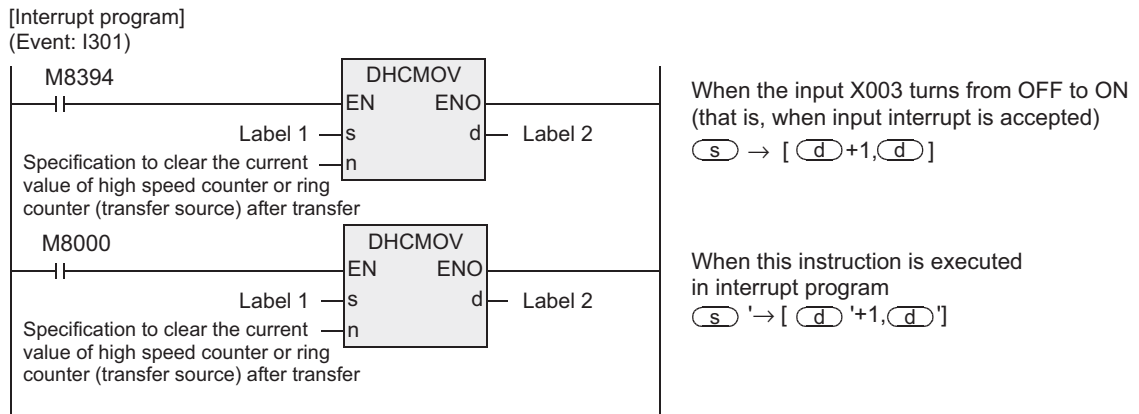 [Interrupt program]
(Event: I301)
M8394
DHCMOV
EN ENO
Label 1 s d Label 2
Specification to clear the current n
value of high speed counter or ring
counter (transfer source) after transfer
When the input X003 turns from OFF to ON
(that is, when input interrupt is accepted)
s → [ d +1, d ]
M8000
DHCMOV
EN ENO
Label 1 s d Label 2
Specification to clear the current n
value of high speed counter or ring
counter (transfer source) after transfer
When this instruction is executed
in interrupt program
s '→ [ d '+1, d ']